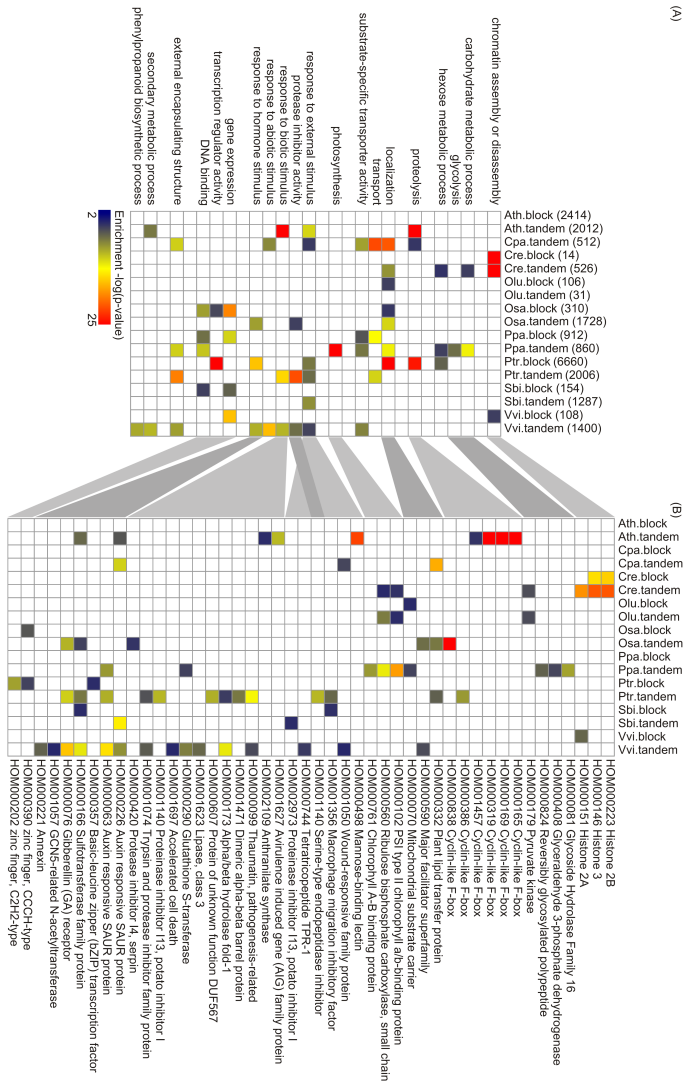 (A)
phenylpropanoid biosynthetic process
secondary metabolic process
external encapsulating structure
DNA binding
transcription regulator activity
gene expression
response to hormone stimulus
response to abiotic stimulus
response to biotic stimulus
protease inhibitor activity
response to external stimulus
photosynthesis
substrate-specific transporter activity
transport
localization
proteolysis
hexose metabolic process
glycolysis
carbohydrate metabolic process
chromatin assembly or disassembly
Ath.block (2414)
Ath.tandem (2012)
Cpa.tandem (512)
Cre.block (14)
Cre.tandem (526)
Olu.block (106)
Olu.tandem (31)
Osa.block (310)
Osa.tandem (1728)
Ppa.block (912)
Ppa.tandem (860)
Ptr.block (6660)
Ptr.tandem (2006)
Sbi.block (154)
Sbi.tandem (1287)
Vvi.block (108)
Vvi.tandem (1400)
2
25
Enrichment -log(p-value)
(B)
Ath.block
Ath.tandem
Cpa.block
Cpa.tandem
Cre.block
Cre.tandem
Olu.block
Olu.tandem
Osa.block
Osa.tandem
Ppa.block
Ppa.tandem
Ptr.block
Ptr.tandem
Sbi.block
Sbi.tandem
Vvi.block
Vvi.tandem
HOM000202 zinc finger, C2H2-type
HOM000390 zinc finger, CCCH-type
HOM000221 Annexin
HOM001057 GCN5-related N-acetyltransferase
HOM000076 Gibberellin (GA) receptor
HOM000166 Sulfotransferase family protein
HOM000357 Basic-leucine zipper (bZIP) transcription factor
HOM000063 Auxin responsive SAUR protein
HOM000226 Auxin responsive SAUR protein
HOM000420 Protease inhibitor I4, serpin
HOM001074 Trypsin and protease inhibitor family protein
HOM001140 Proteinase inhibitor I13, potato inhibitor I
HOM001697 Accelerated cell death
HOM000290 Glutathione S-transferase
HOM001623 Lipase, class 3
HOM000607 Protein of unknown function DUF567
HOM000173 Alpha/beta hydrolase fold-1
HOM001471 Dimeric alpha-beta barrel protein
HOM000099 Thaumatin, pathogenesis-related
HOM002109 Anthranilate synthase
HOM001627 Avirulence induced gene (AIG) family protein
HOM002973 Proteinase inhibitor I13, potato inhibitor I
HOM000744 Tetratricopeptide TPR-1
HOM001140 Serine-type endopeptidase inhibitor
HOM001356 Macrophage migration inhibitory factor
HOM001050 Wound-responsive family protein
HOM000498 Mannose-binding lectin
HOM000761 Chlorophyll A-B binding protein
HOM000560 Ribulose bisphosphate carboxylase, small chain
HOM000102 PSI type II chlorophyll a/b-binding protein
HOM000070 Mitochondrial substrate carrier
HOM000590 Major facilitator superfamily
HOM000332 Plant lipid transfer protein
HOM000838 Cyclin-like F-box
HOM000386 Cyclin-like F-box
HOM001457 Cyclin-like F-box
HOM000319 Cyclin-like F-box
HOM000169 Cyclin-like F-box
HOM000165 Cyclin-like F-box
HOM000179 Pyruvate kinase
HOM000824 Reversibly glycosylated polypeptide
HOM000408 Glyceraldehyde 3-phosphate dehydrogenase
HOM000081 Glycoside Hydrolase Family 16
HOM000151 Histone 2A
HOM000146 Histone 3
HOM000223 Histone 2B